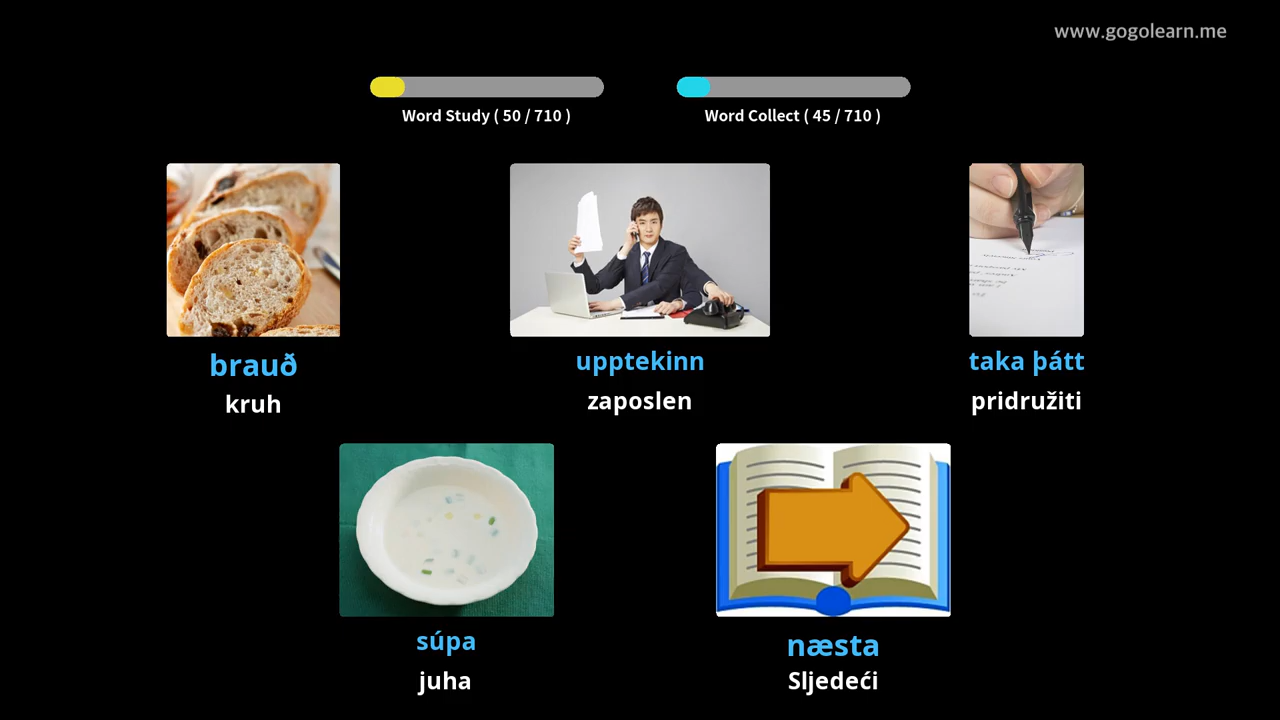 www.gogolearn.me
Word Study ( 50 / 710 )
Word Collect ( 45 / 710 )
brauð
kruh
upptekinn
zaposlen
taka þátt
pridružiti
súpa
juha
næsta
Sljedeći